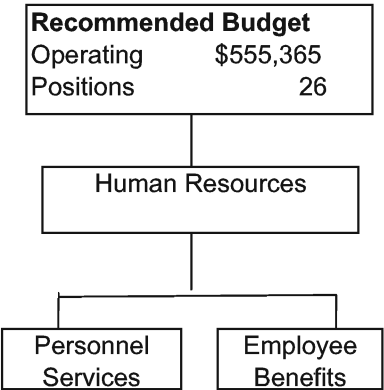 Recommended Budget
Operating $555,365
Positions 26
Human Resources
Personnel
Services
Employee
Benefits